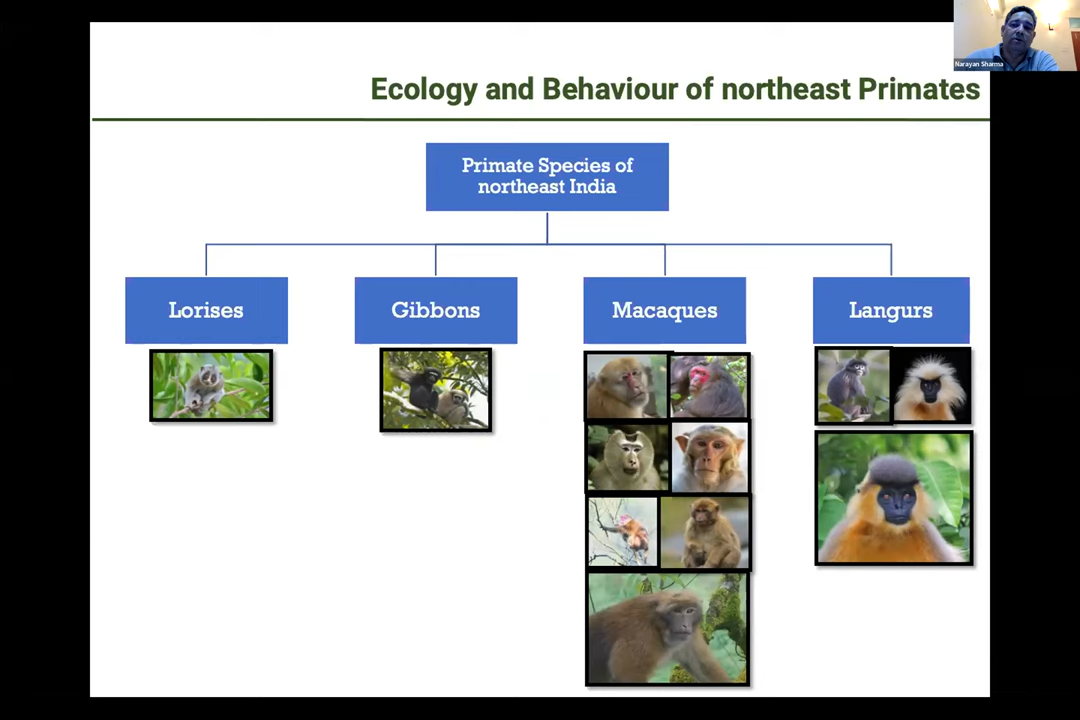 Narayan Sharma
Ecology and Behaviour of northeast Primates
Primate Species of
northeast India
Lorises
Gibbons
Macaques
Langurs